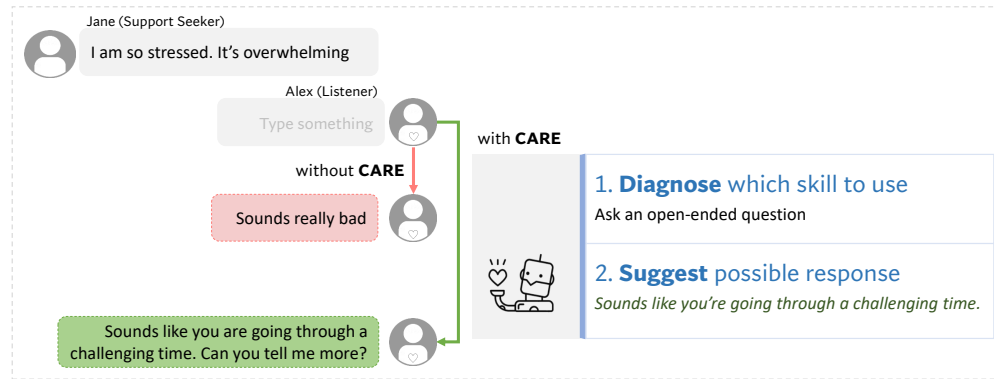 Jane (Support Seeker)
I am so stressed. It's overwhelming
Alex (Listener)
Type something
with CARE
without CARE
1. Diagnose which skill to use
Ask an open-ended question
Sounds really bad
2. Suggest possible response
Sounds like you're going through a challenging time.
Sounds like you are going through a
challenging time. Can you tell me more?